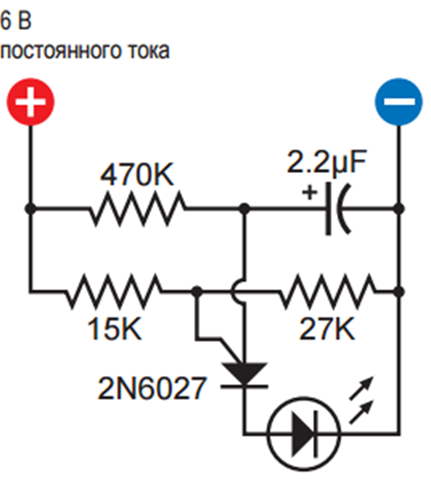 6 В
постоянного тока
+ −
470K
2.2µF
+
15K
27K
2N6027